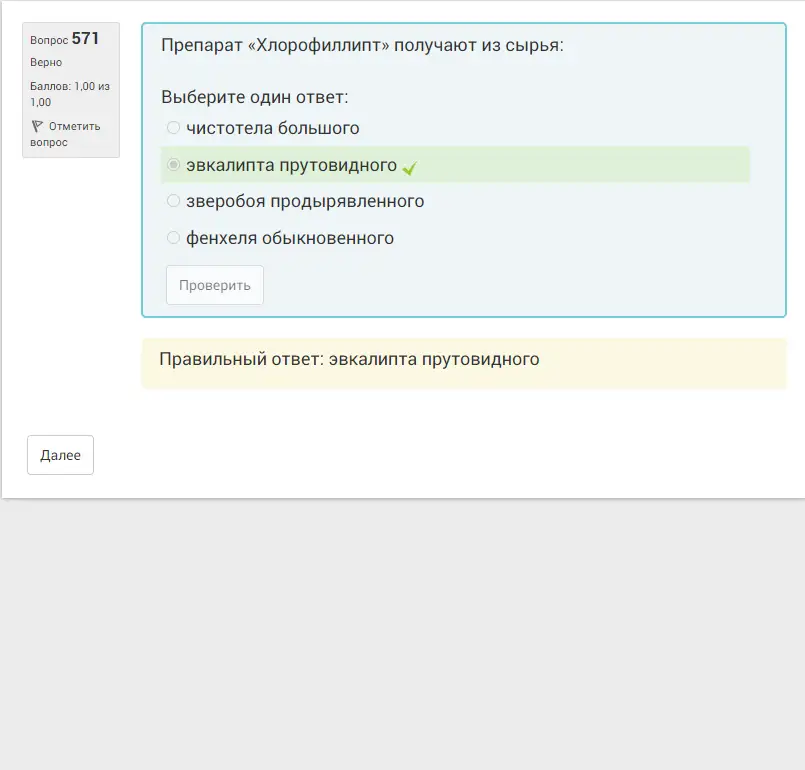 Вопрос 571
Верно
Баллов: 1,00 из
1,00
Отметить
вопрос
Препарат «Хлорофиллипт» получают из сырья:
Выберите один ответ:
чистотела большого
эвкалипта прутовидного
зверобоя продырявленного
фенхеля обыкновенного
Проверить
Правильный ответ: эвкалипта прутовидного
Далее